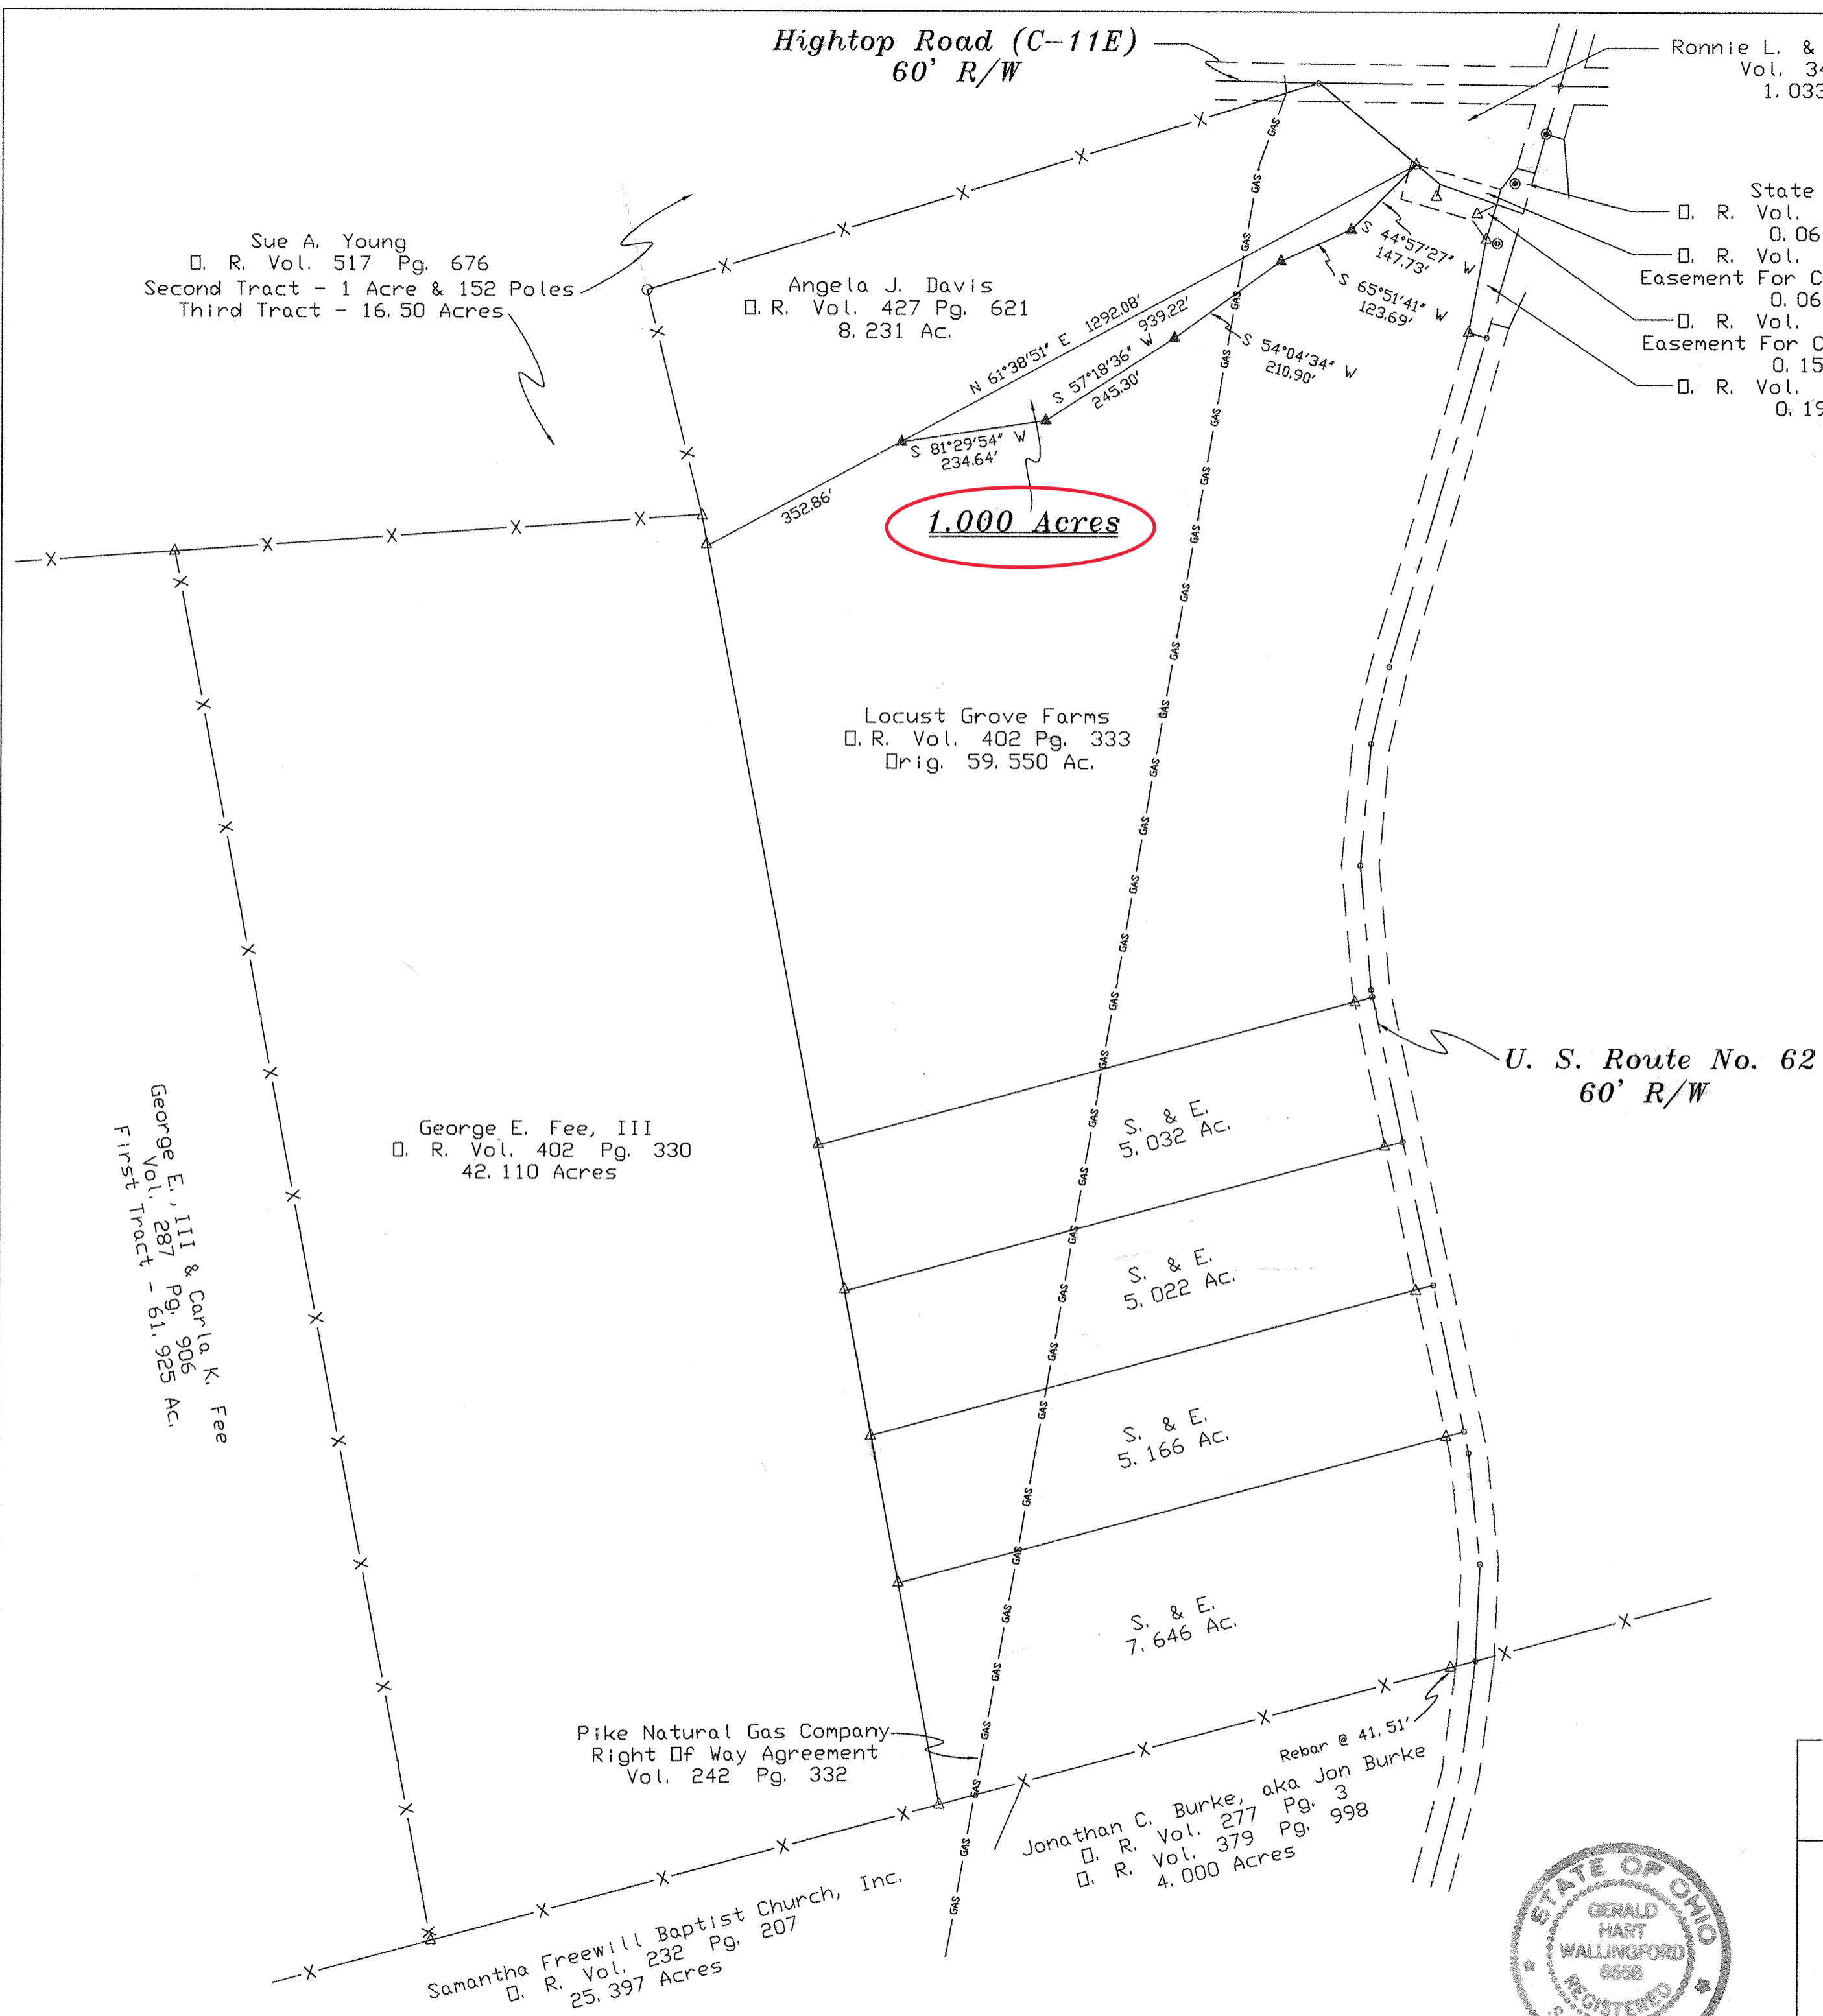 Hightop Road (C-11E)
60' R/W
Ronnie L. &
Vol. 34
1.033
Sue A. Young
O. R. Vol. 517 Pg. 676
Second Tract - 1 Acre & 152 Poles
Third Tract - 16.50 Acres
Angela J. Davis
O. R. Vol. 427 Pg. 621
8.231 Ac.
State
O. R. Vol.
0.06
O. R. Vol.
Easement For C
0.06
O. R. Vol.
Easement For C
0.15
O. R. Vol.
0.19
S 44°57'27" W
147.73'
S 65°51'41" W
123.69'
S 54°04'34" W
210.90'
N 61°38'51" E 1292.08'
939.22'
S 57°18'36" W
245.30'
S 81°29'54" W
234.64'
352.86'
1.000 Acres
Locust Grove Farms
O. R. Vol. 402 Pg. 333
Orig. 59.550 Ac.
U. S. Route No. 62
60' R/W
George E. Fee, III
O. R. Vol. 402 Pg. 330
42.110 Acres
George E., III & Carla K. Fee
Vol. 287 Pg. 906
First Tract - 61.925 Ac.
S. & E.
5.032 Ac.
S. & E.
5.022 Ac.
S. & E.
5.166 Ac.
S. & E.
7.646 Ac.
GAS
Pike Natural Gas Company
Right Of Way Agreement
Vol. 242 Pg. 332
Rebar @ 41.51'
Jonathan C. Burke, aka Jon Burke
O. R. Vol. 277 Pg. 3
O. R. Vol. 379 Pg. 998
4.000 Acres
Samantha Freewill Baptist Church, Inc.
O. R. Vol. 232 Pg. 207
25.397 Acres
STATE OF OHIO
GERALD
HART
WALLINGFORD
6658
REGISTERED